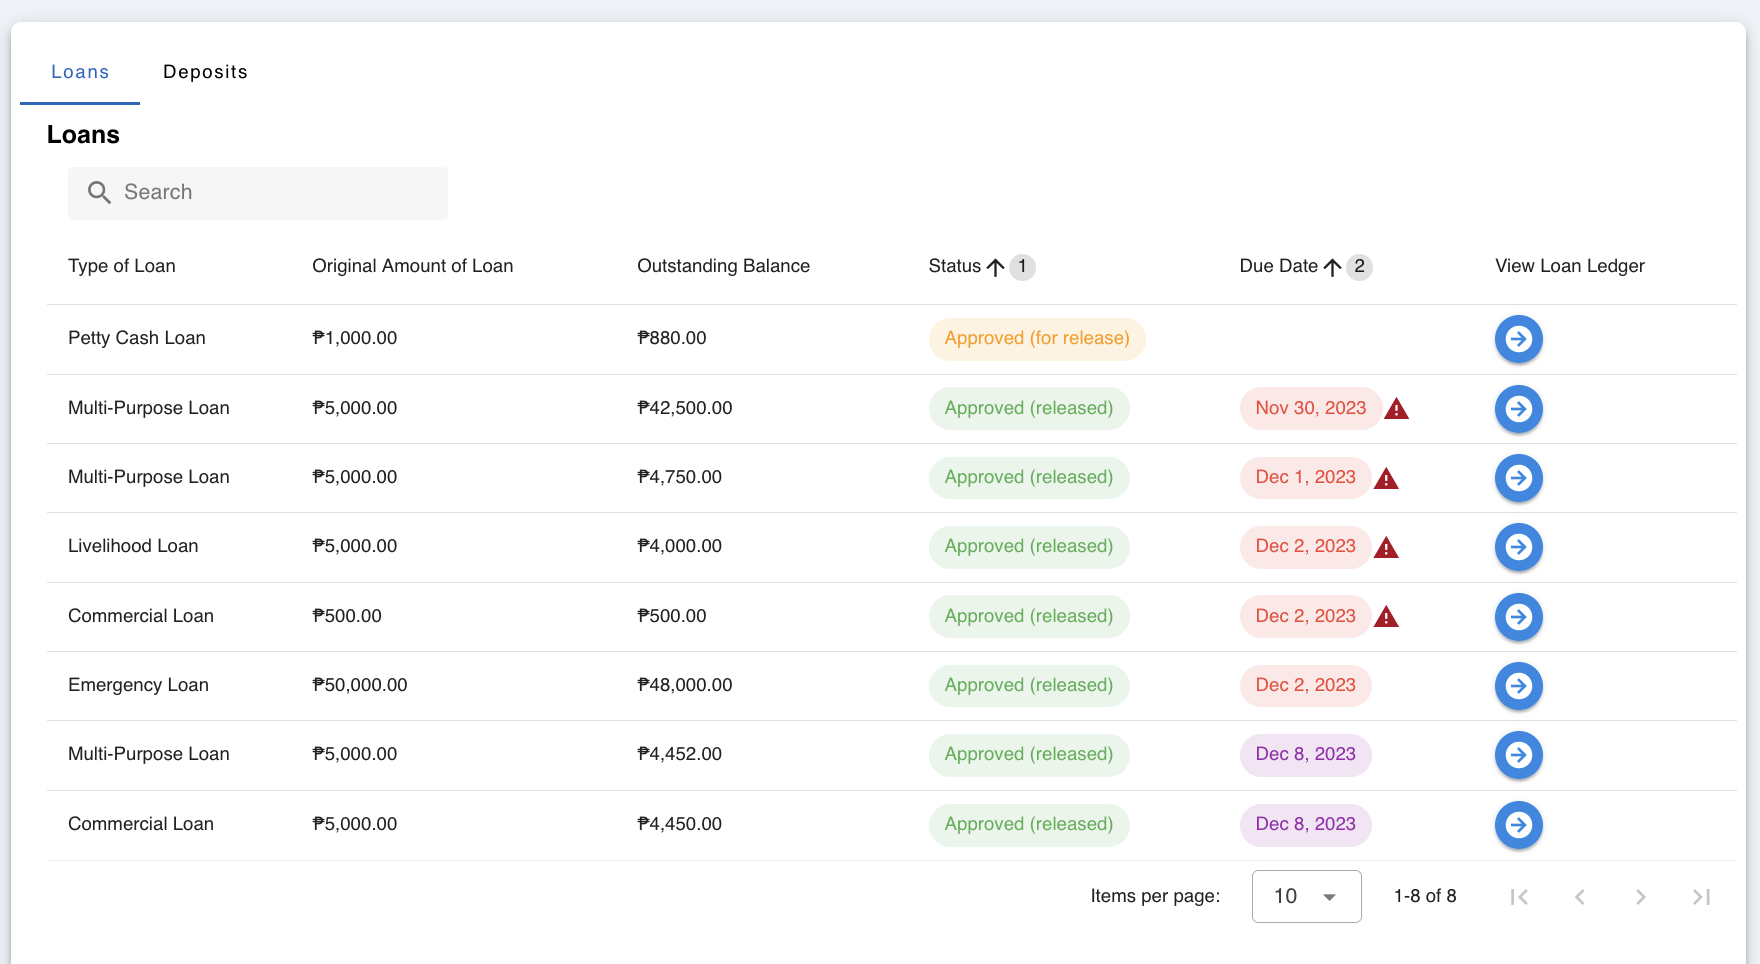 Loans Deposits
Loans
Search
Type of Loan Original Amount of Loan Outstanding Balance Status 1 Due Date 2 View Loan Ledger
Petty Cash Loan ₱1,000.00 ₱880.00 Approved (for release)
Multi-Purpose Loan ₱5,000.00 ₱42,500.00 Approved (released) Nov 30, 2023
Multi-Purpose Loan ₱5,000.00 ₱4,750.00 Approved (released) Dec 1, 2023
Livelihood Loan ₱5,000.00 ₱4,000.00 Approved (released) Dec 2, 2023
Commercial Loan ₱500.00 ₱500.00 Approved (released) Dec 2, 2023
Emergency Loan ₱50,000.00 ₱48,000.00 Approved (released) Dec 2, 2023
Multi-Purpose Loan ₱5,000.00 ₱4,452.00 Approved (released) Dec 8, 2023
Commercial Loan ₱5,000.00 ₱4,450.00 Approved (released) Dec 8, 2023
Items per page: 10 1-8 of 8